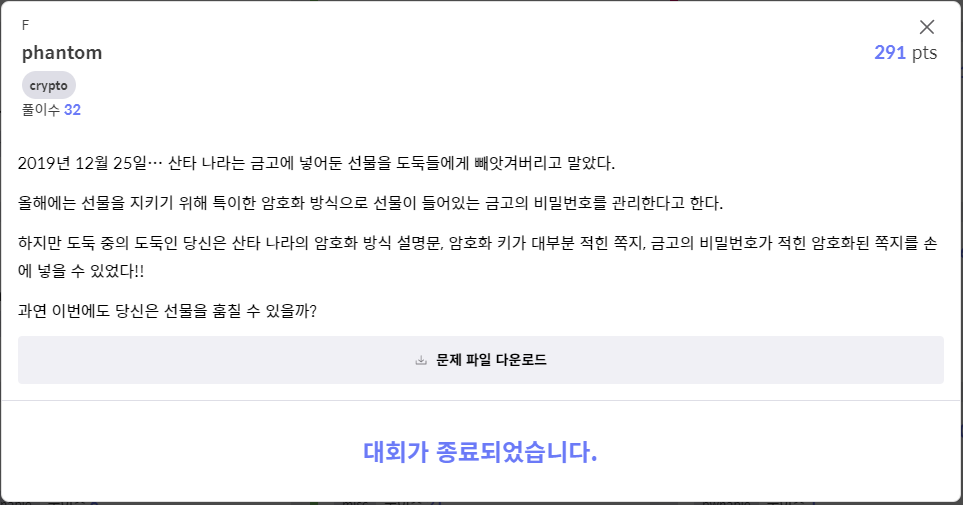 F
phantom
291 pts
crypto
풀이수 32
2019년 12월 25일… 산타 나라는 금고에 넣어둔 선물을 도둑들에게 빼앗겨버리고 말았다.
올해에는 선물을 지키기 위해 특이한 암호화 방식으로 선물이 들어있는 금고의 비밀번호를 관리한다고 한다.
하지만 도둑 중의 도둑인 당신은 산타 나라의 암호화 방식 설명문, 암호화 키가 대부분 적힌 쪽지, 금고의 비밀번호가 적힌 암호화된 쪽지를 손
에 넣을 수 있었다!!
과연 이번에도 당신은 선물을 훔칠 수 있을까?
문제 파일 다운로드
대회가 종료되었습니다.